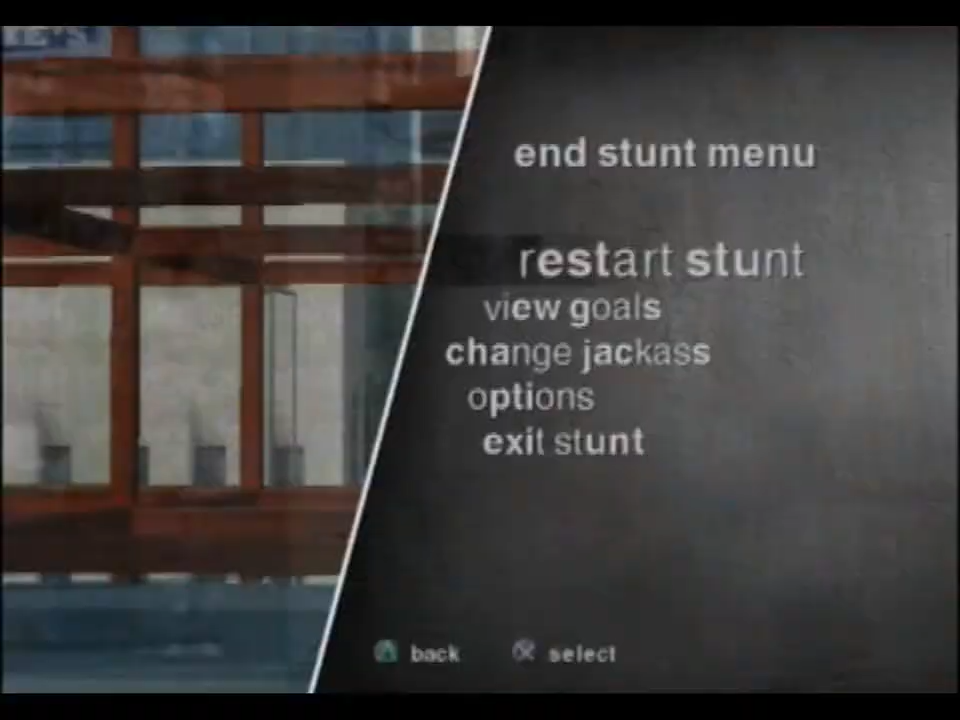 end stunt menu
restart stunt
view goals
change jackass
options
exit stunt
back select